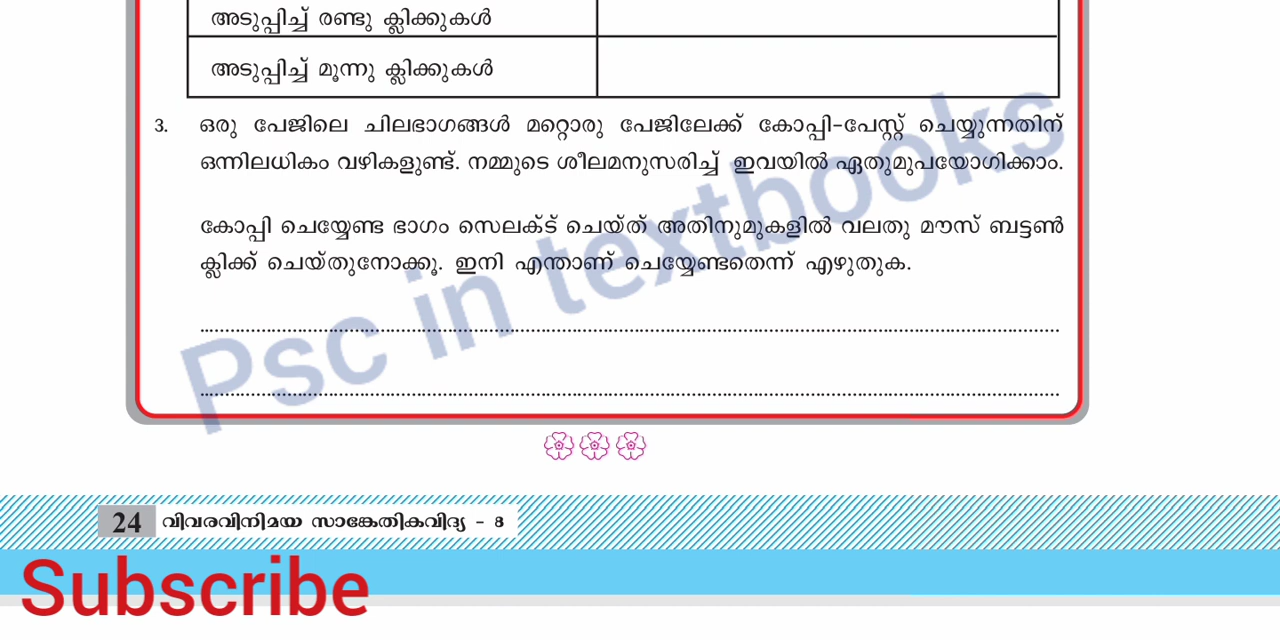 അടുപ്പിച്ച് രണ്ടു ക്ലിക്കുകൾ
അടുപ്പിച്ച് മൂന്നു ക്ലിക്കുകൾ
3. ഒരു പേജിലെ ചിലഭാഗങ്ങൾ മറ്റൊരു പേജിലേക്ക് കോപ്പി-പേസ്റ്റ് ചെയ്യുന്നതിന്
ഒന്നിലധികം വഴികളുണ്ട്. നമ്മുടെ ശീലമനുസരിച്ച് ഇവയിൽ ഏതുമുപയോഗിക്കാം.
കോപ്പി ചെയ്യേണ്ട ഭാഗം സെലക്ട് ചെയ്ത് അതിനുമുകളിൽ വലതു മൗസ് ബട്ടൺ
ക്ലിക്ക് ചെയ്തുനോക്കൂ. ഇനി എന്താണ് ചെയ്യേണ്ടതെന്ന് എഴുതുക.
Psc in textbooks
24 വിവരവിനിമയ സാങ്കേതികവിദ്യ - 8
Subscribe